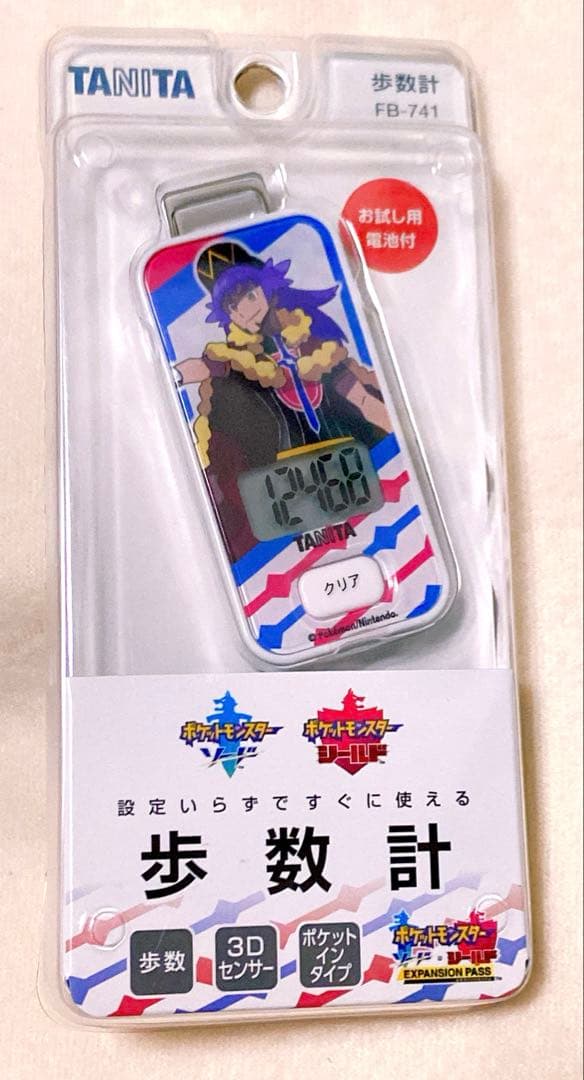 TANITA
歩数計
FB-741
お試し用
電池付
12468
TANITA
クリア
© Pokémon/Nintendo.
ポケットモンスター
ソード
ポケットモンスター
シールド
設定いらずですぐに使える
歩数計
歩数
3D
センサー
ポケット
イン
タイプ
ポケットモンスター
ソード・シールド
EXPANSION PASS